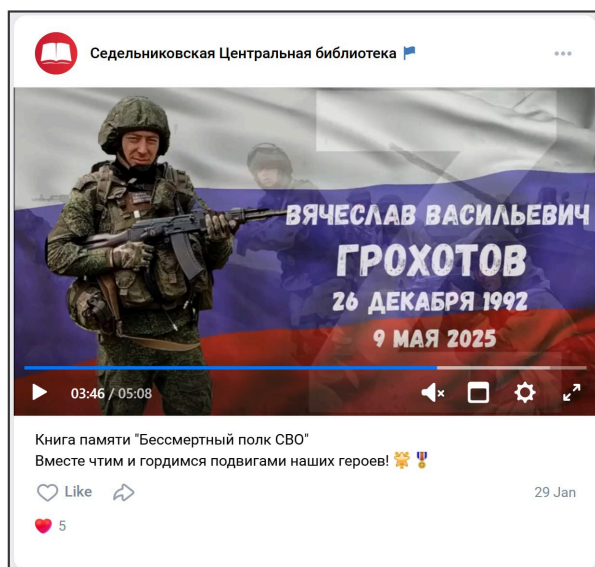 Седельниковская Центральная библиотека
ВЯЧЕСЛАВ ВАСИЛЬЕВИЧ
ГРОХОТОВ
26 ДЕКАБРЯ 1992
9 МАЯ 2025
03:46 / 05:08
Книга памяти "Бессмертный полк СВО"
Вместе чтим и гордимся подвигами наших героев!
Like
29 Jan
5